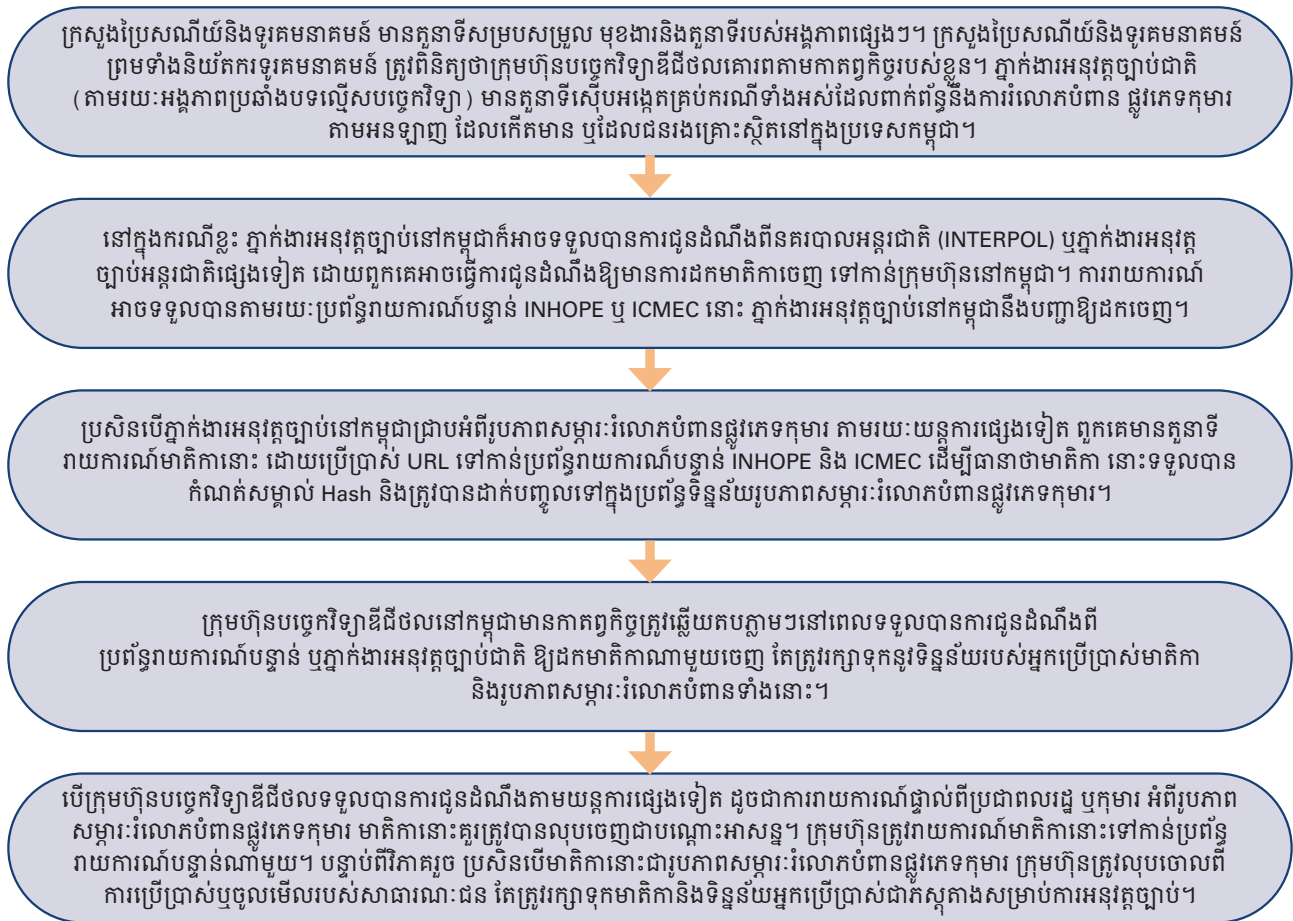 ក្រសួងប្រៃសណីយ៍និងទូរគមនាគមន៍ មានតួនាទីសម្របសម្រួល មុខងារនិងតួនាទីរបស់អង្គភាពផ្សេងៗ។ ក្រសួងប្រៃសណីយ៍និងទូរគមនាគមន៍
ព្រមទាំងនិយ័តករទូរគមនាគមន៍ ត្រូវពិនិត្យថាក្រុមហ៊ុនបច្ចេកវិទ្យាឌីជីថលគោរពតាមកាតព្វកិច្ចរបស់ខ្លួន។ ភ្នាក់ងារអនុវត្តច្បាប់ជាតិ
(តាមរយៈអង្គភាពប្រឆាំងបទល្មើសបច្ចេកវិទ្យា) មានតួនាទីស៊ើបអង្កេតគ្រប់ករណីទាំងអស់ដែលពាក់ព័ន្ធនឹងការរំលោភបំពាន ផ្លូវភេទកុមារ
តាមអនឡាញ ដែលកើតមាន ឬដែលជនរងគ្រោះស្ថិតនៅក្នុងប្រទេសកម្ពុជា។
នៅក្នុងករណីខ្លះ ភ្នាក់ងារអនុវត្តច្បាប់នៅកម្ពុជាក៏អាចទទួលបានការជូនដំណឹងពីនគរបាលអន្តរជាតិ (INTERPOL) ឬភ្នាក់ងារអនុវត្ត
ច្បាប់អន្តរជាតិផ្សេងទៀត ដោយពួកគេអាចធ្វើការជូនដំណឹងឱ្យមានការដកមាតិកាចេញ ទៅកាន់ក្រុមហ៊ុននៅកម្ពុជា។ ការរាយការណ៍
អាចទទួលបានតាមរយៈប្រព័ន្ធរាយការណ៍បន្ទាន់ INHOPE ឬ ICMEC នោះ ភ្នាក់ងារអនុវត្តច្បាប់នៅកម្ពុជានឹងបញ្ជាឱ្យដកចេញ។
ប្រសិនបើភ្នាក់ងារអនុវត្តច្បាប់នៅកម្ពុជាជ្រាបអំពីរូបភាពសម្ភារៈរំលោភបំពានផ្លូវភេទកុមារ តាមរយៈយន្តការផ្សេងទៀត ពួកគេមានតួនាទី
រាយការណ៍មាតិកានោះ ដោយប្រើប្រាស់ URL ទៅកាន់ប្រព័ន្ធរាយការណ៏បន្ទាន់ INHOPE និង ICMEC ដើម្បីធានាថាមាតិកា នោះទទួលបាន
កំណត់សម្គាល់ Hash និងត្រូវបានដាក់បញ្ចូលទៅក្នុងប្រព័ន្ធទិន្នន័យរូបភាពសម្ភារៈរំលោភបំពានផ្លូវភេទកុមារ។
ក្រុមហ៊ុនបច្ចេកវិទ្យាឌីជីថលនៅកម្ពុជាមានកាតព្វកិច្ចត្រូវឆ្លើយតបភ្លាមៗនៅពេលទទួលបានការជូនដំណឹងពី
ប្រព័ន្ធរាយការណ៍បន្ទាន់ ឬភ្នាក់ងារអនុវត្តច្បាប់ជាតិ ឱ្យដកមាតិកាណាមួយចេញ តែត្រូវរក្សាទុកនូវទិន្នន័យរបស់អ្នកប្រើប្រាស់មាតិកា
និងរូបភាពសម្ភារៈរំលោភបំពានទាំងនោះ។
បើក្រុមហ៊ុនបច្ចេកវិទ្យាឌីជីថលទទួលបានការជូនដំណឹងតាមយន្តការផ្សេងទៀត ដូចជាការរាយការណ៍ផ្ទាល់ពីប្រជាពលរដ្ឋ ឬកុមារ អំពីរូបភាព
សម្ភារៈរំលោភបំពានផ្លូវភេទកុមារ មាតិកានោះគួរត្រូវបានលុបចេញជាបណ្តោះអាសន្ន។ ក្រុមហ៊ុនត្រូវរាយការណ៍មាតិកានោះទៅកាន់ប្រព័ន្ធ
រាយការណ៍បន្ទាន់ណាមួយ។ បន្ទាប់ពីវិភាគរួច ប្រសិនបើមាតិកានោះជារូបភាពសម្ភារៈរំលោភបំពានផ្លូវភេទកុមារ ក្រុមហ៊ុនត្រូវលុបចោលពី
ការប្រើប្រាស់ឬចូលមើលរបស់សាធារណៈជន តែត្រូវរក្សាទុកមាតិកានិងទិន្នន័យអ្នកប្រើប្រាស់ជាភស្តុតាងសម្រាប់ការអនុវត្តច្បាប់។